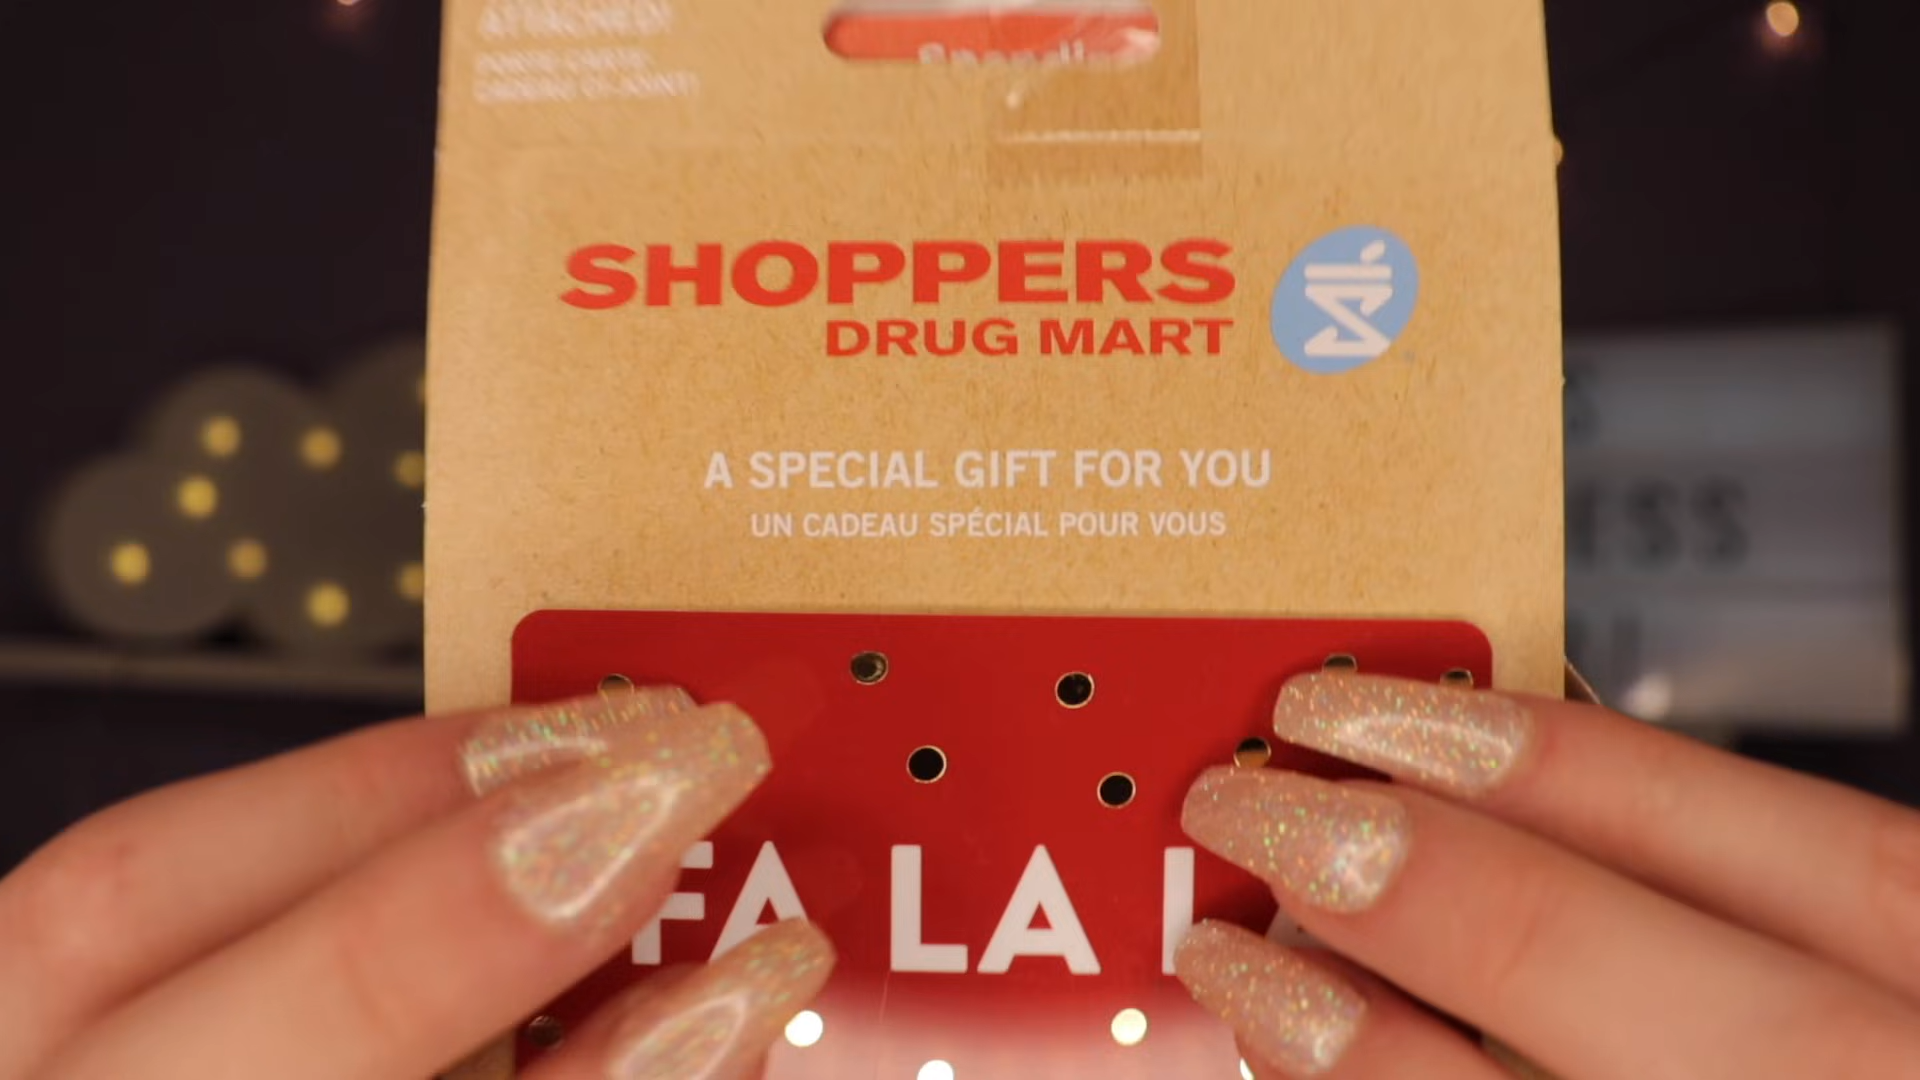 SHOPPERS
DRUG MART
A SPECIAL GIFT FOR YOU
UN CADEAU SPÉCIAL POUR VOUS
FA LA L